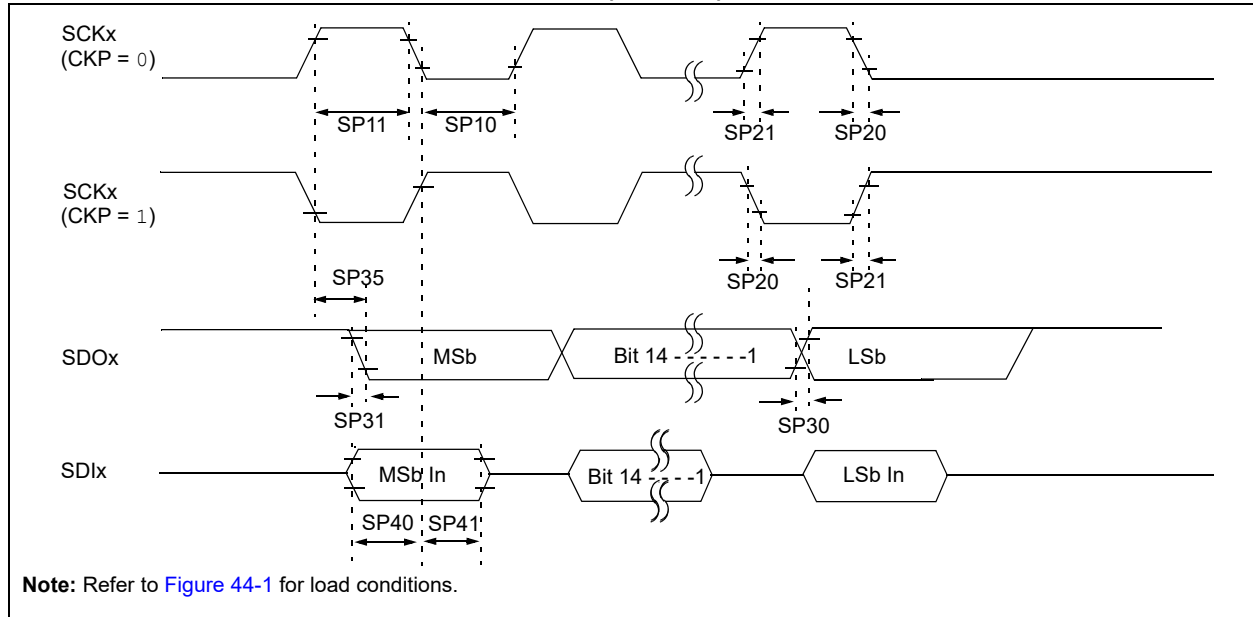 SCKx
(CKP = 0)
SP11
SP10
SP21
SP20
SCKx
(CKP = 1)
SP35
SP20
SP21
SDOx
MSb
Bit 14 - - - - - -1
LSb
SP31
SP30
SDIx
MSb In
Bit 14 - - - - -1
LSb In
SP40
SP41
Note: Refer to Figure 44-1 for load conditions.